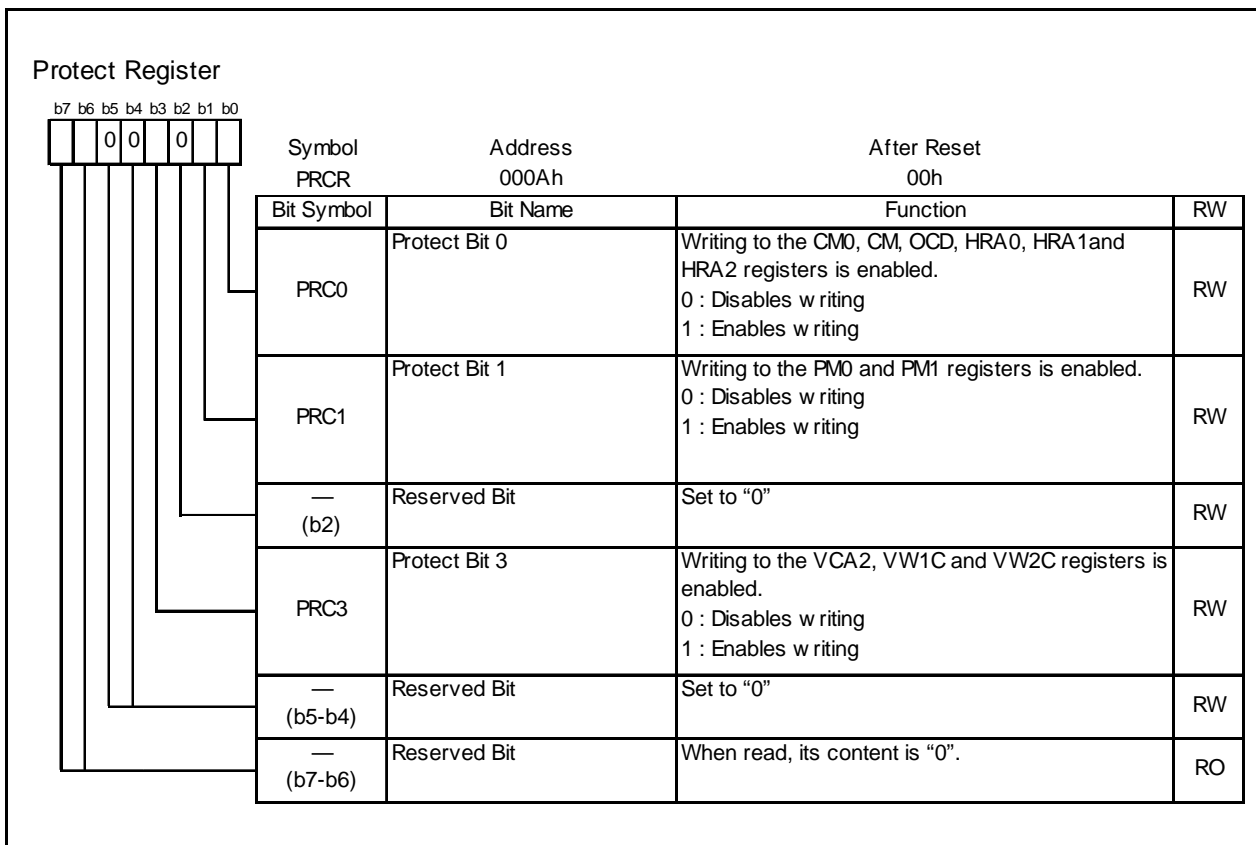 Protect Register
b7 b6 b5 b4 b3 b2 b1 b0
0 0 0
Symbol Address After Reset
PRCR 000Ah 00h
Bit Symbol Bit Name Function RW
PRC0 Protect Bit 0 Writing to the CM0, CM, OCD, HRA0, HRA1and
HRA2 registers is enabled.
0 : Disables w riting
1 : Enables w riting
RW
PRC1 Protect Bit 1 Writing to the PM0 and PM1 registers is enabled.
0 : Disables w riting
1 : Enables w riting
RW
—
(b2)
Reserved Bit Set to “0” RW
PRC3 Protect Bit 3 Writing to the VCA2, VW1C and VW2C registers is
enabled.
0 : Disables w riting
1 : Enables w riting
RW
—
(b5-b4)
Reserved Bit Set to “0” RW
—
(b7-b6)
Reserved Bit When read, its content is “0”. RO